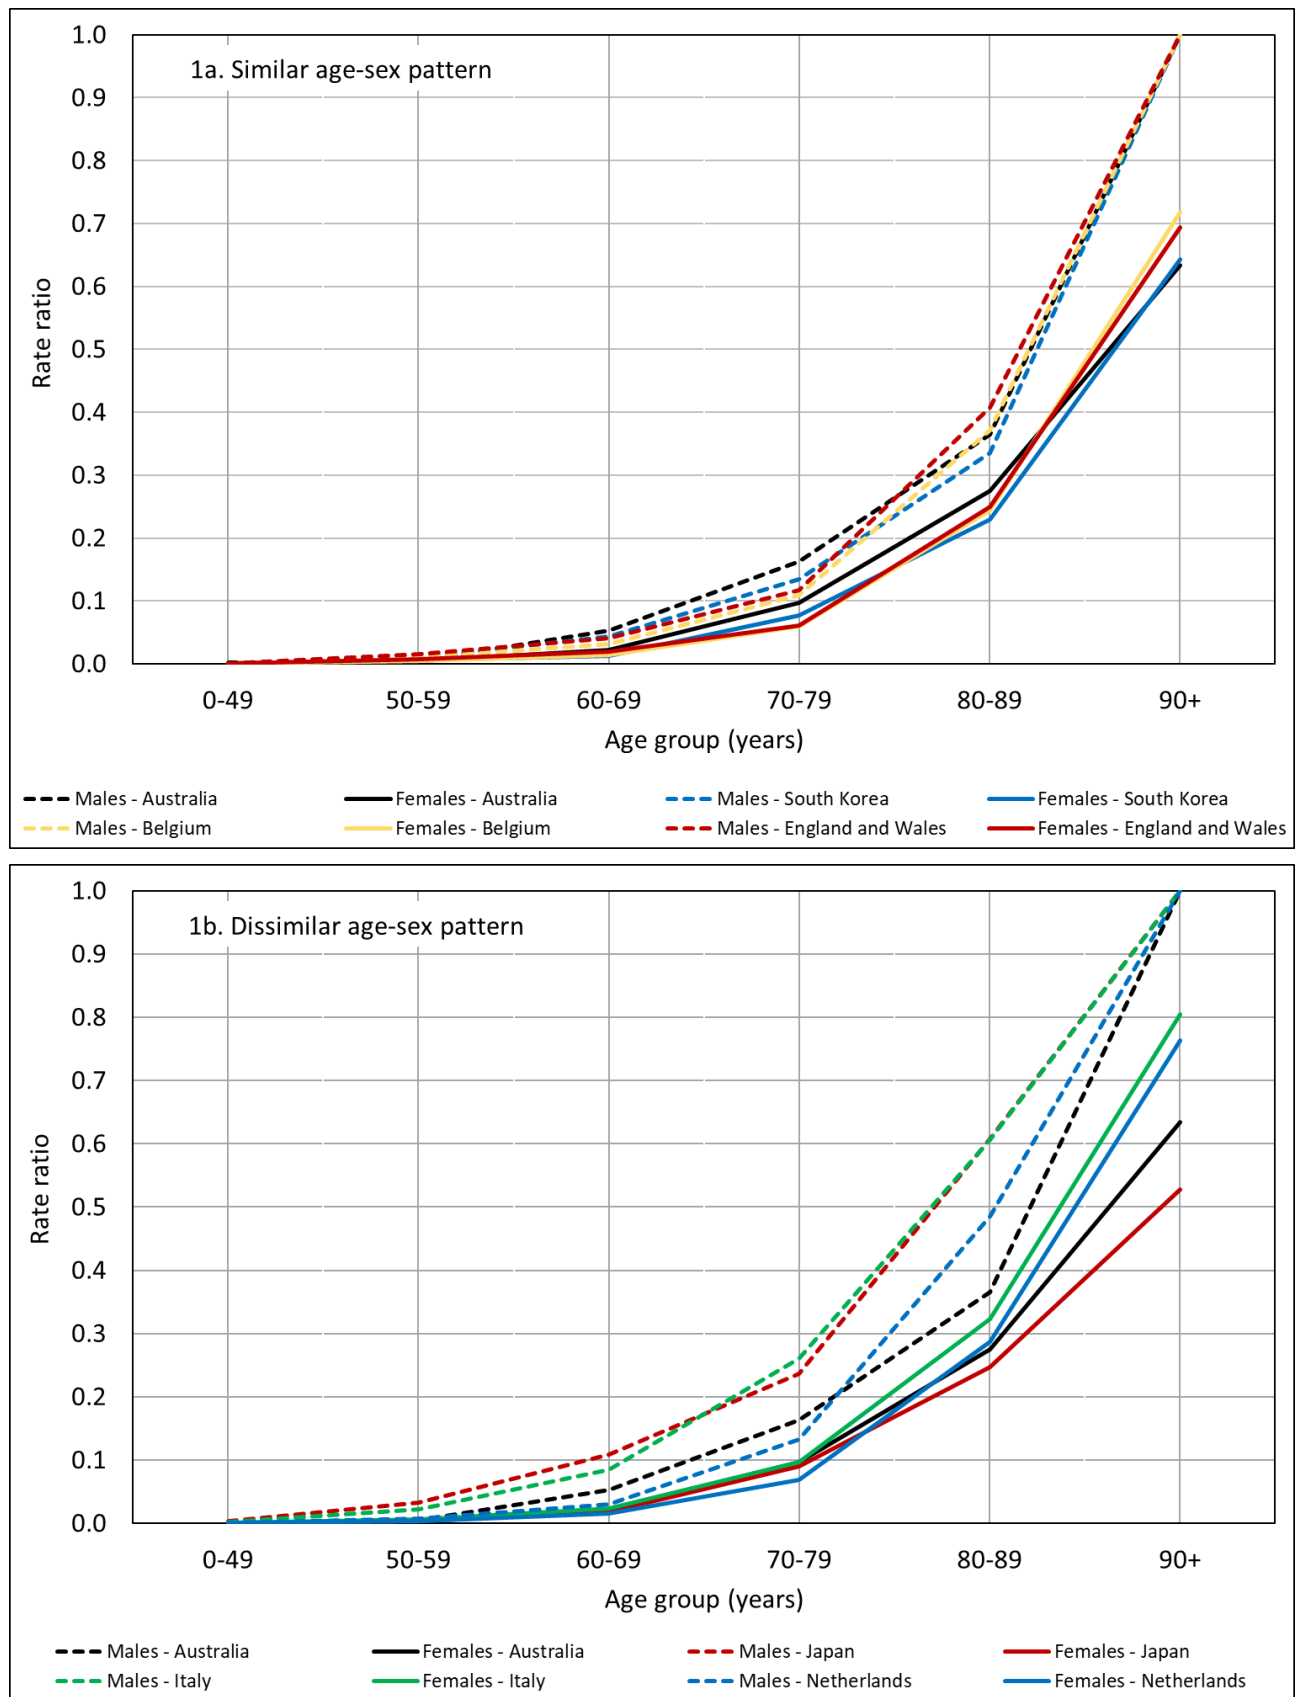 1a. Similar age-sex pattern
1.0
0.9
0.8
0.7
0.6
0.5
0.4
0.3
0.2
0.1
0.0
Rate ratio
0-49 50-59 60-69 70-79 80-89 90+
Age group (years)
Males - Australia Females - Australia Males - South Korea Females - South Korea
Males - Belgium Females - Belgium Males - England and Wales Females - England and Wales
1b. Dissimilar age-sex pattern
1.0
0.9
0.8
0.7
0.6
0.5
0.4
0.3
0.2
0.1
0.0
Rate ratio
0-49 50-59 60-69 70-79 80-89 90+
Age group (years)
Males - Australia Females - Australia Males - Japan Females - Japan
Males - Italy Females - Italy Males - Netherlands Females - Netherlands